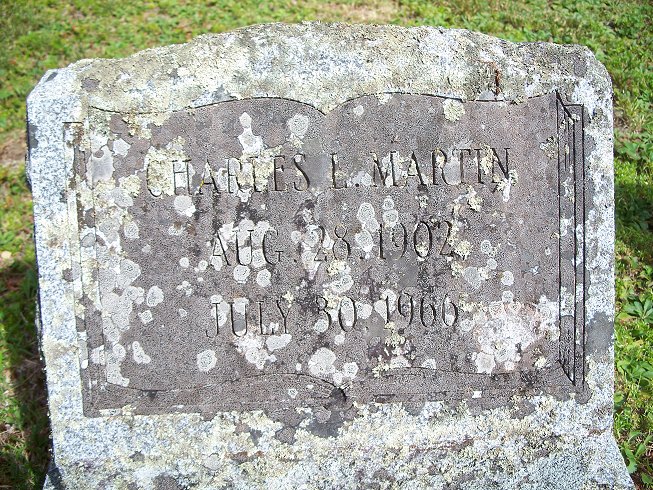 CHARLES L. MARTIN
AUG. 28, 1902
JULY 30, 1966